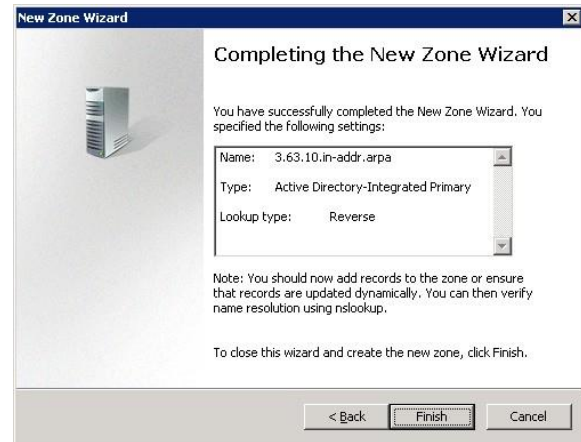 New Zone Wizard
Completing the New Zone Wizard
You have successfully completed the New Zone Wizard. You
specified the following settings:
Name: 3.63.10.in-addr.arpa
Type: Active Directory-Integrated Primary
Lookup type: Reverse
Note: You should now add records to the zone or ensure
that records are updated dynamically. You can then verify
name resolution using nslookup.
To close this wizard and create the new zone, click Finish.
< Back
Finish
Cancel